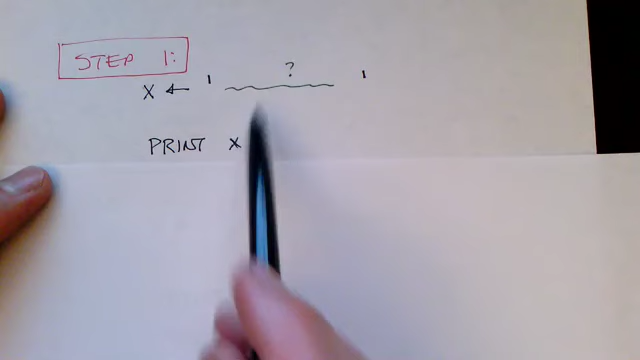 STEP 1:
?
X ← ' '
PRINT X